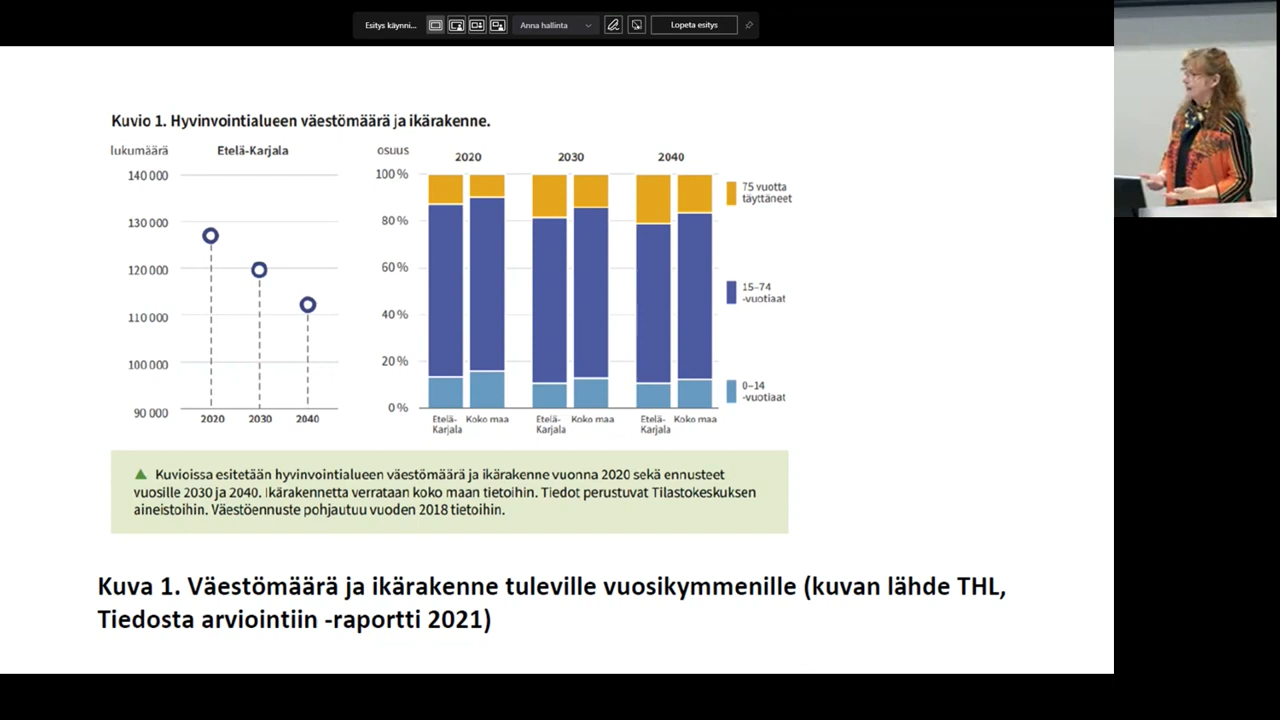 Esitys käynni...
Anna hallinta
Lopeta esitys
Kuvio 1. Hyvinvointialueen väestömäärä ja ikärakenne.
lukumäärä
Etelä-Karjala
140 000
130 000
120 000
110 000
100 000
90 000
2020 2030 2040
osuus
2020 2030 2040
100 %
80 %
60 %
40 %
20 %
0 %
Etelä- Koko maa Etelä- Koko maa Etelä- Koko maa
Karjala Karjala Karjala
75 vuotta
täyttäneet
15–74
-vuotiaat
0–14
-vuotiaat
Kuvioissa esitetään hyvinvointialueen väestömäärä ja ikärakenne vuonna 2020 sekä ennusteet
vuosille 2030 ja 2040. Ikärakennetta verrataan koko maan tietoihin. Tiedot perustuvat Tilastokeskuksen
aineistoihin. Väestöennuste pohjautuu vuoden 2018 tietoihin.
Kuva 1. Väestömäärä ja ikärakenne tuleville vuosikymmenille (kuvan lähde THL,
Tiedosta arviointiin -raportti 2021)